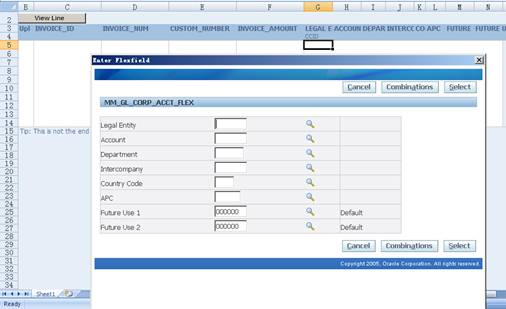 B C D E F G H I J K L M N
2 View Line
3 Upl INVOICE_ID INVOICE_NUM CUSTOM_NUMBER INVOICE_AMOUNT LEGAL E ACCOUN DEPAR INTERCC CO APC FUTURE FUTURE U
4 CCID
5
6
7
8
9
10
11
12
13
14
15 Tip: This is not the end
Enter Flexfield
Cancel Combinations Select
MM_GL_CORP_ACCT_FLEX
Legal Entity
Account
Department
Intercompany
Country Code
APC
Future Use 1 000000 Default
Future Use 2 000000 Default
Cancel Combinations Select
Copyright 2005, Oracle Corporation. All rights reserved.
16
17
18
19
20
21
22
23
24
25
26
27
28
29
30
31
32
33
34
Sheet1
Ready